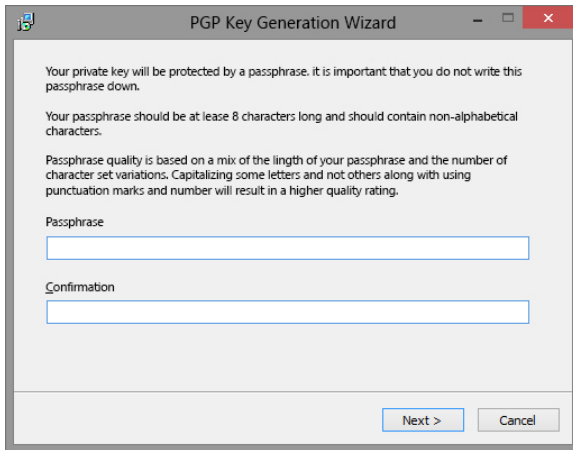 PGP Key Generation Wizard
Your private key will be protected by a passphrase. it is important that you do not write this
passphrase down.
Your passphrase should be at lease 8 characters long and should contain non-alphabetical
characters.
Passphrase quality is based on a mix of the lingth of your passphrase and the number of
character set variations. Capitalizing some letters and not others along with using
punctuation marks and number will result in a higher quality rating.
Passphrase
Confirmation
Next >
Cancel